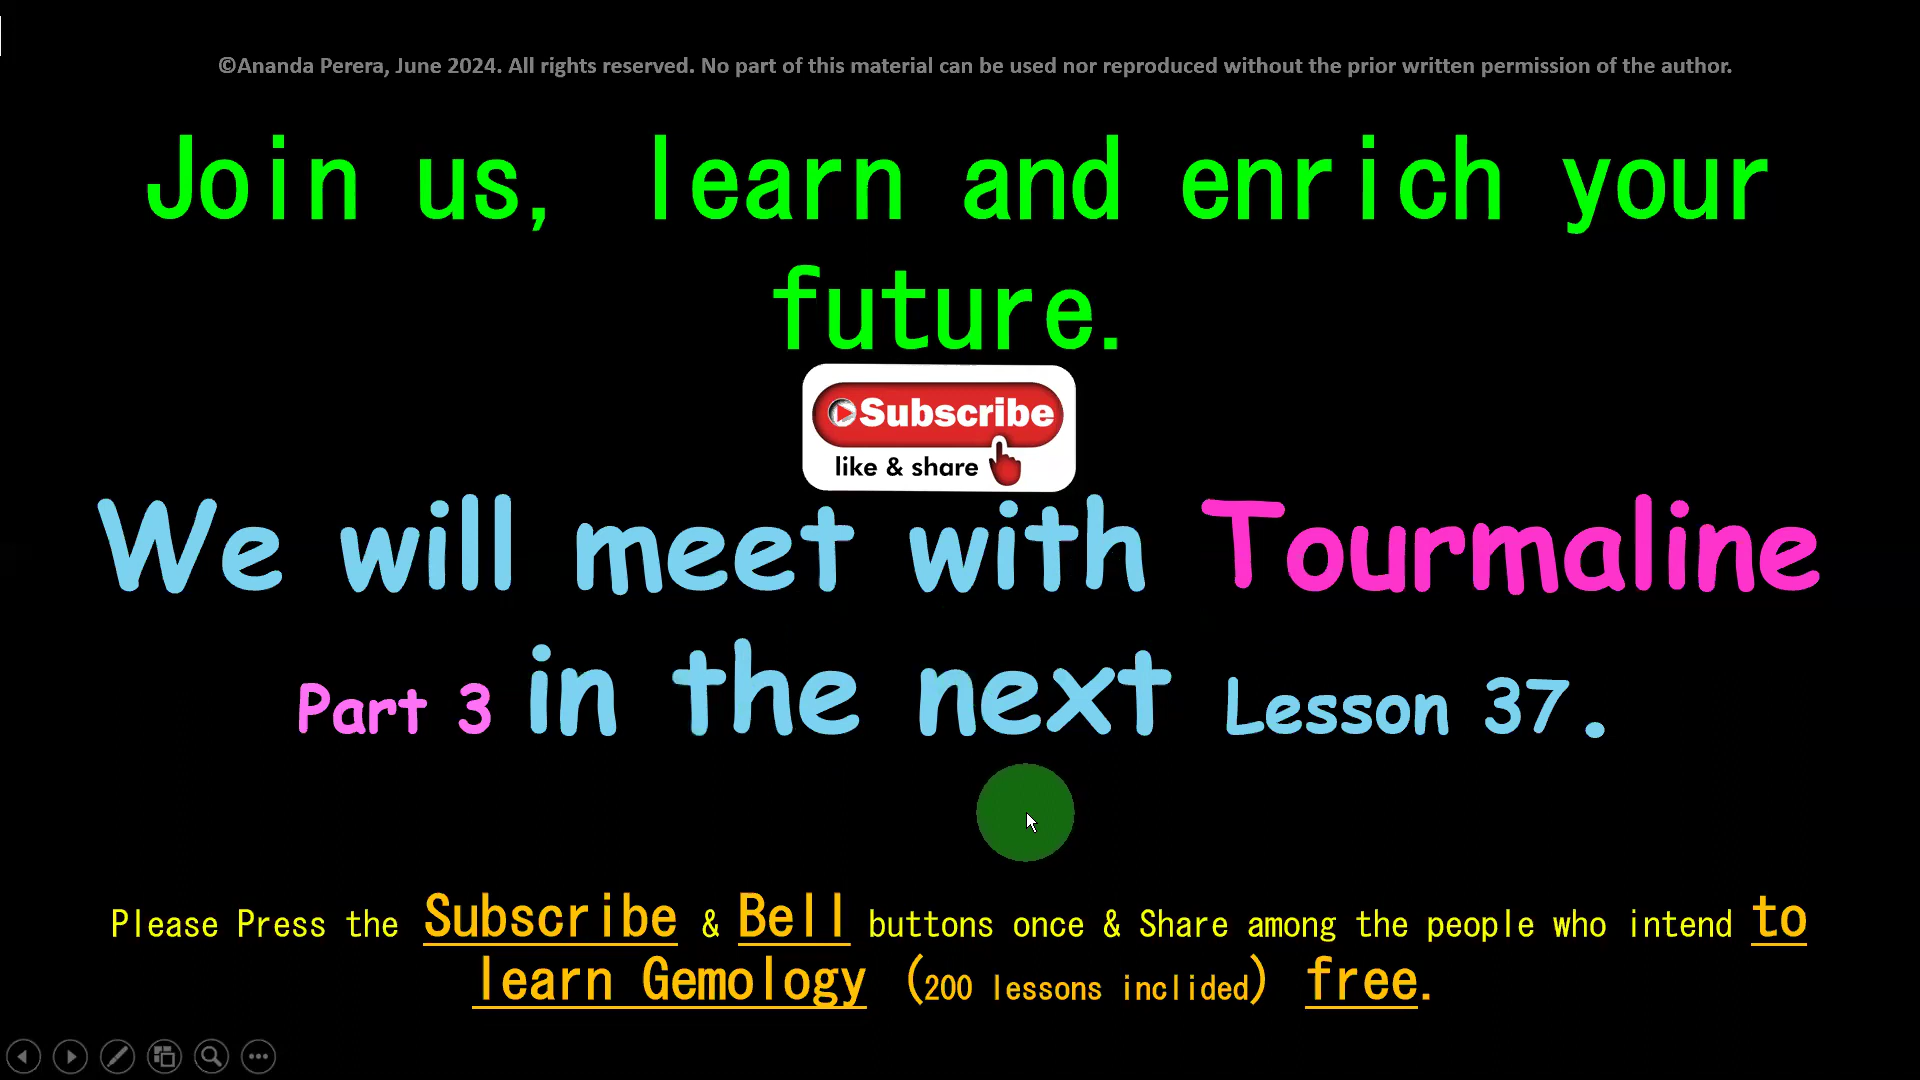 ©Ananda Perera, June 2024. All rights reserved. No part of this material can be used nor reproduced without the prior written permission of the author.
Join us, learn and enrich your
future.
Subscribe
like & share
We will meet with Tourmaline
Part 3 in the next Lesson 37.
Please Press the Subscribe & Bell buttons once & Share among the people who intend to
learn Gemology (200 lessons inclided) free.